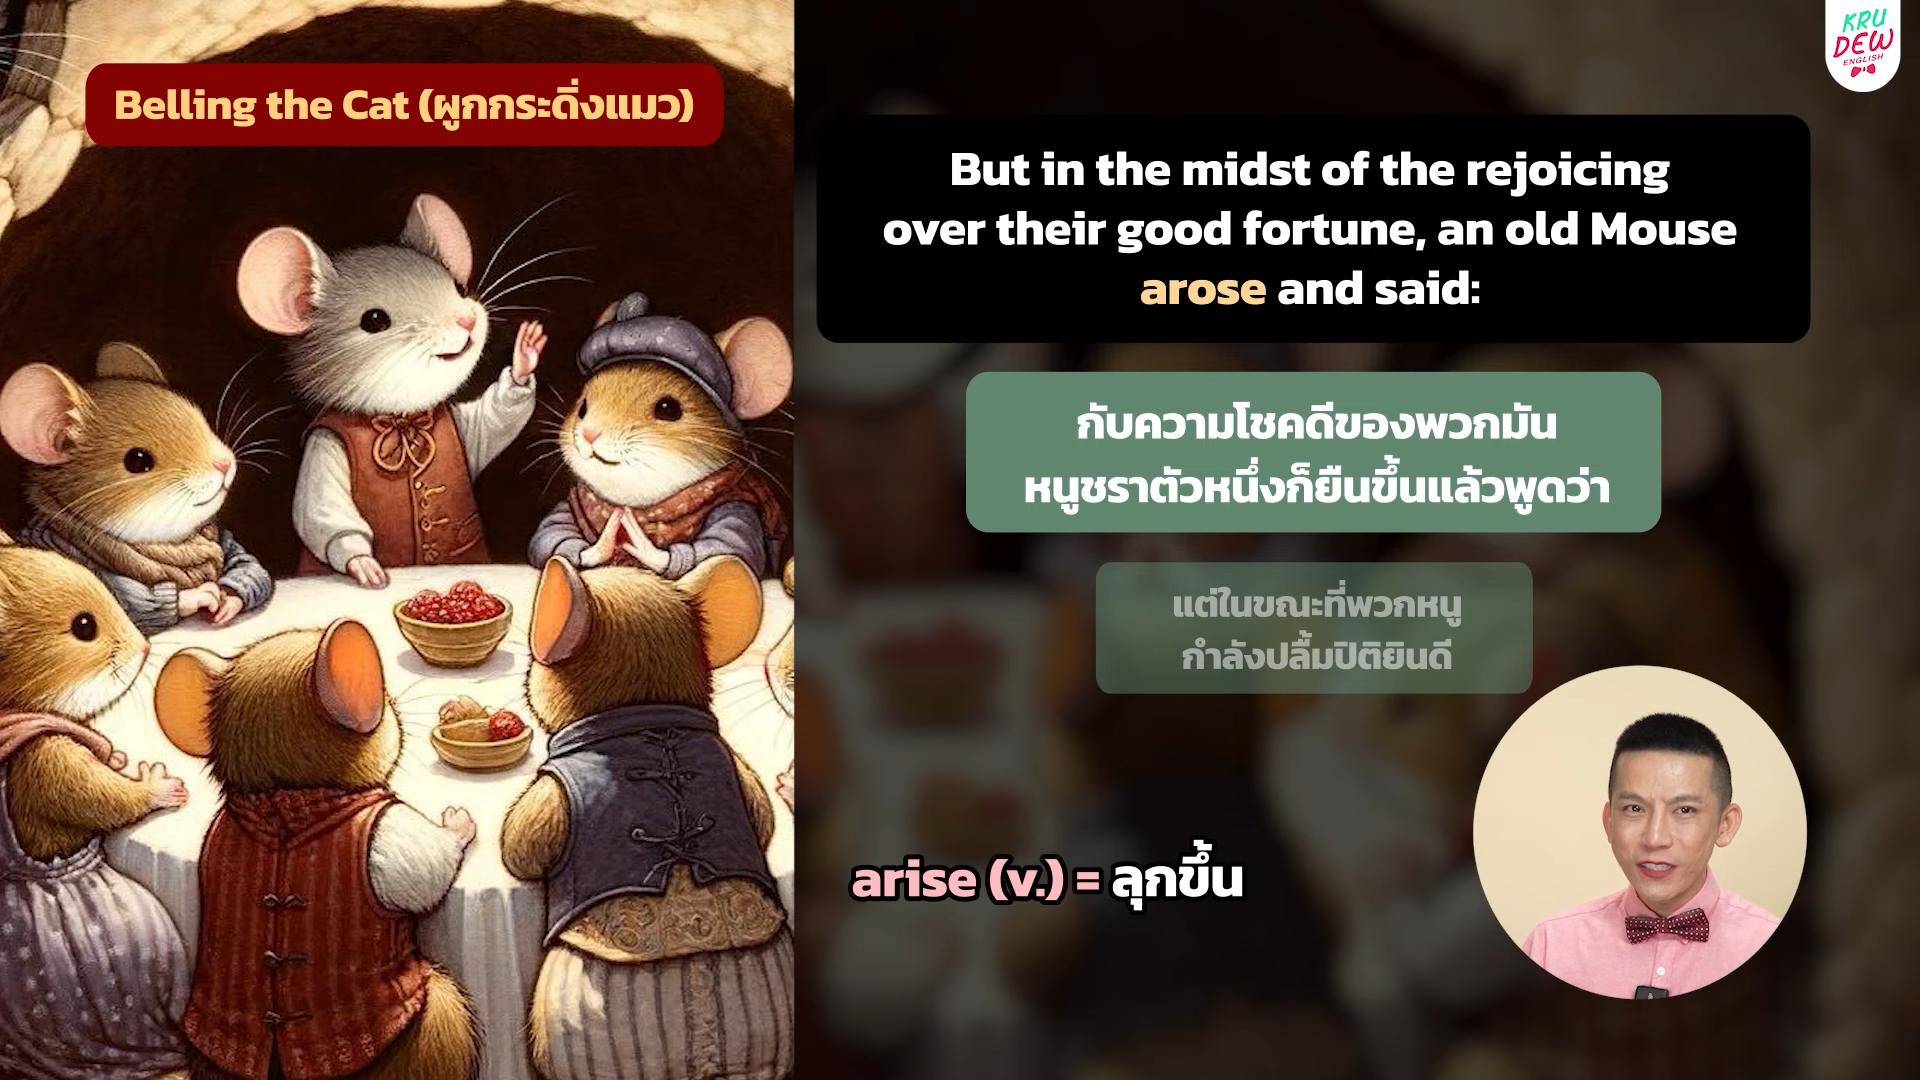 KRU
DEW
ENGLISH
Belling the Cat (ผูกกระดิ่งแมว)
But in the midst of the rejoicing
over their good fortune, an old Mouse
arose and said:
กับความโชคดีของพวกมัน
หนูชราตัวหนึ่งก็ยืนขึ้นแล้วพูดว่า
แต่ในขณะที่พวกหนู
กำลังปลื้มปิติยินดี
arise (v.) = ลุกขึ้น